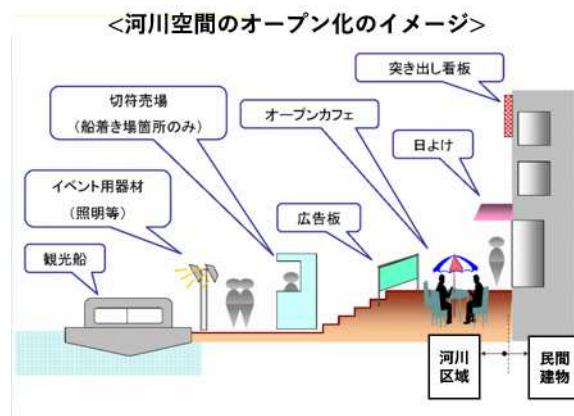 <河川空間のオープン化のイメージ>
突き出し看板
切符売場
(船着き場箇所のみ)
オープンカフェ
日よけ
イベント用器材
(照明等)
広告板
観光船
河川
区域
民間
建物